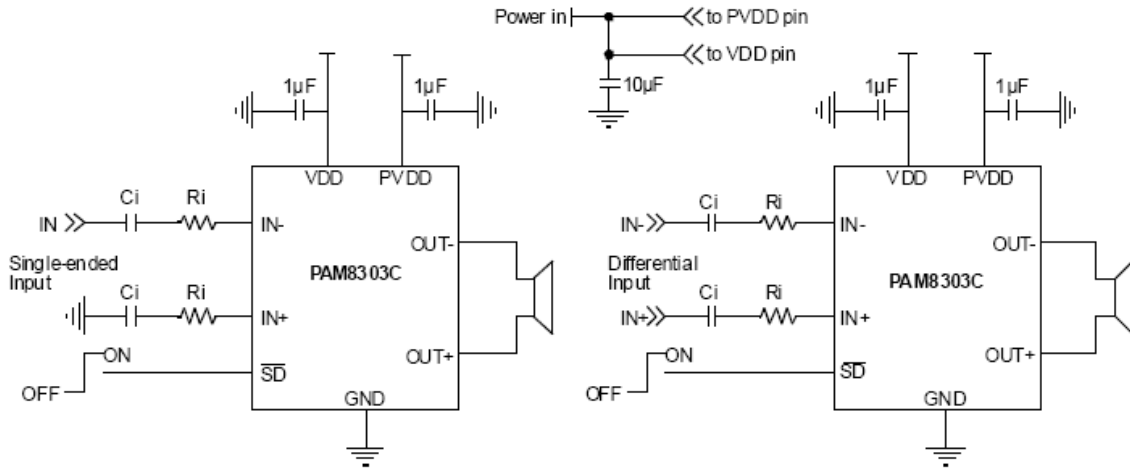 Power in
to PVDD pin
to VDD pin
10µF
1µF
1µF
VDD
PVDD
Ci
Ri
IN
IN-
Single-ended
Input
PAM8303C
OUT-
Ci
Ri
IN+
OUT+
ON
OFF
SD
GND
1µF
1µF
VDD
PVDD
Ci
Ri
IN-
IN-
Differential
Input
PAM8303C
OUT-
Ci
Ri
IN+
IN+
OUT+
ON
OFF
SD
GND